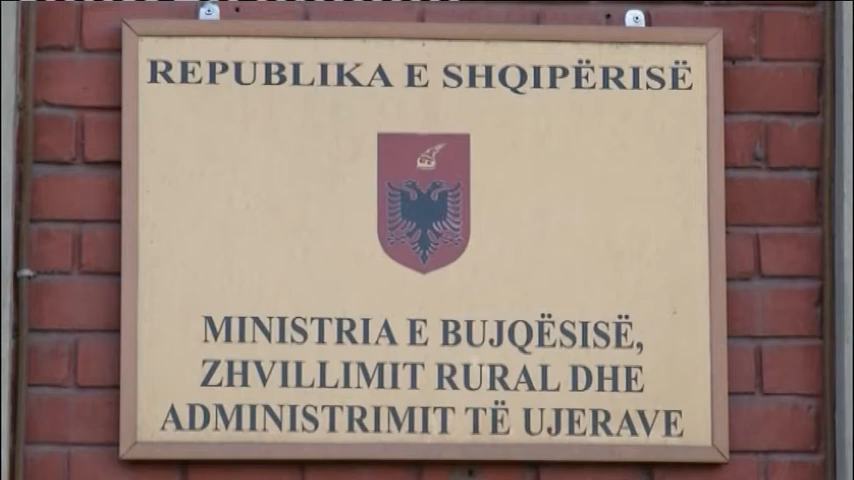 REPUBLIKA E SHQIPËRISË
MINISTRIA E BUJQËSISË,
ZHVILLIMIT RURAL DHE
ADMINISTRIMIT TË UJERAVE